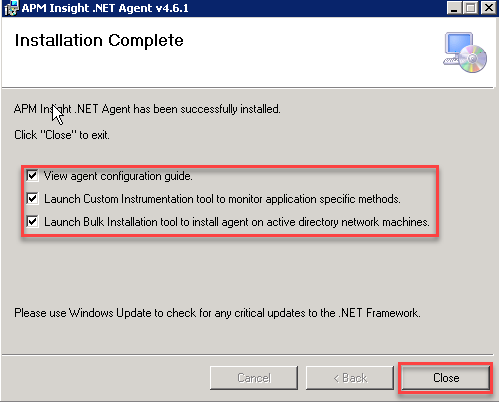 APM Insight .NET Agent v4.6.1
Installation Complete
APM Insight .NET Agent has been successfully installed.
Click "Close" to exit.
View agent configuration guide.
Launch Custom Instrumentation tool to monitor application specific methods.
Launch Bulk Installation tool to install agent on active directory network machines.
Please use Windows Update to check for any critical updates to the .NET Framework.
Cancel < Back Close